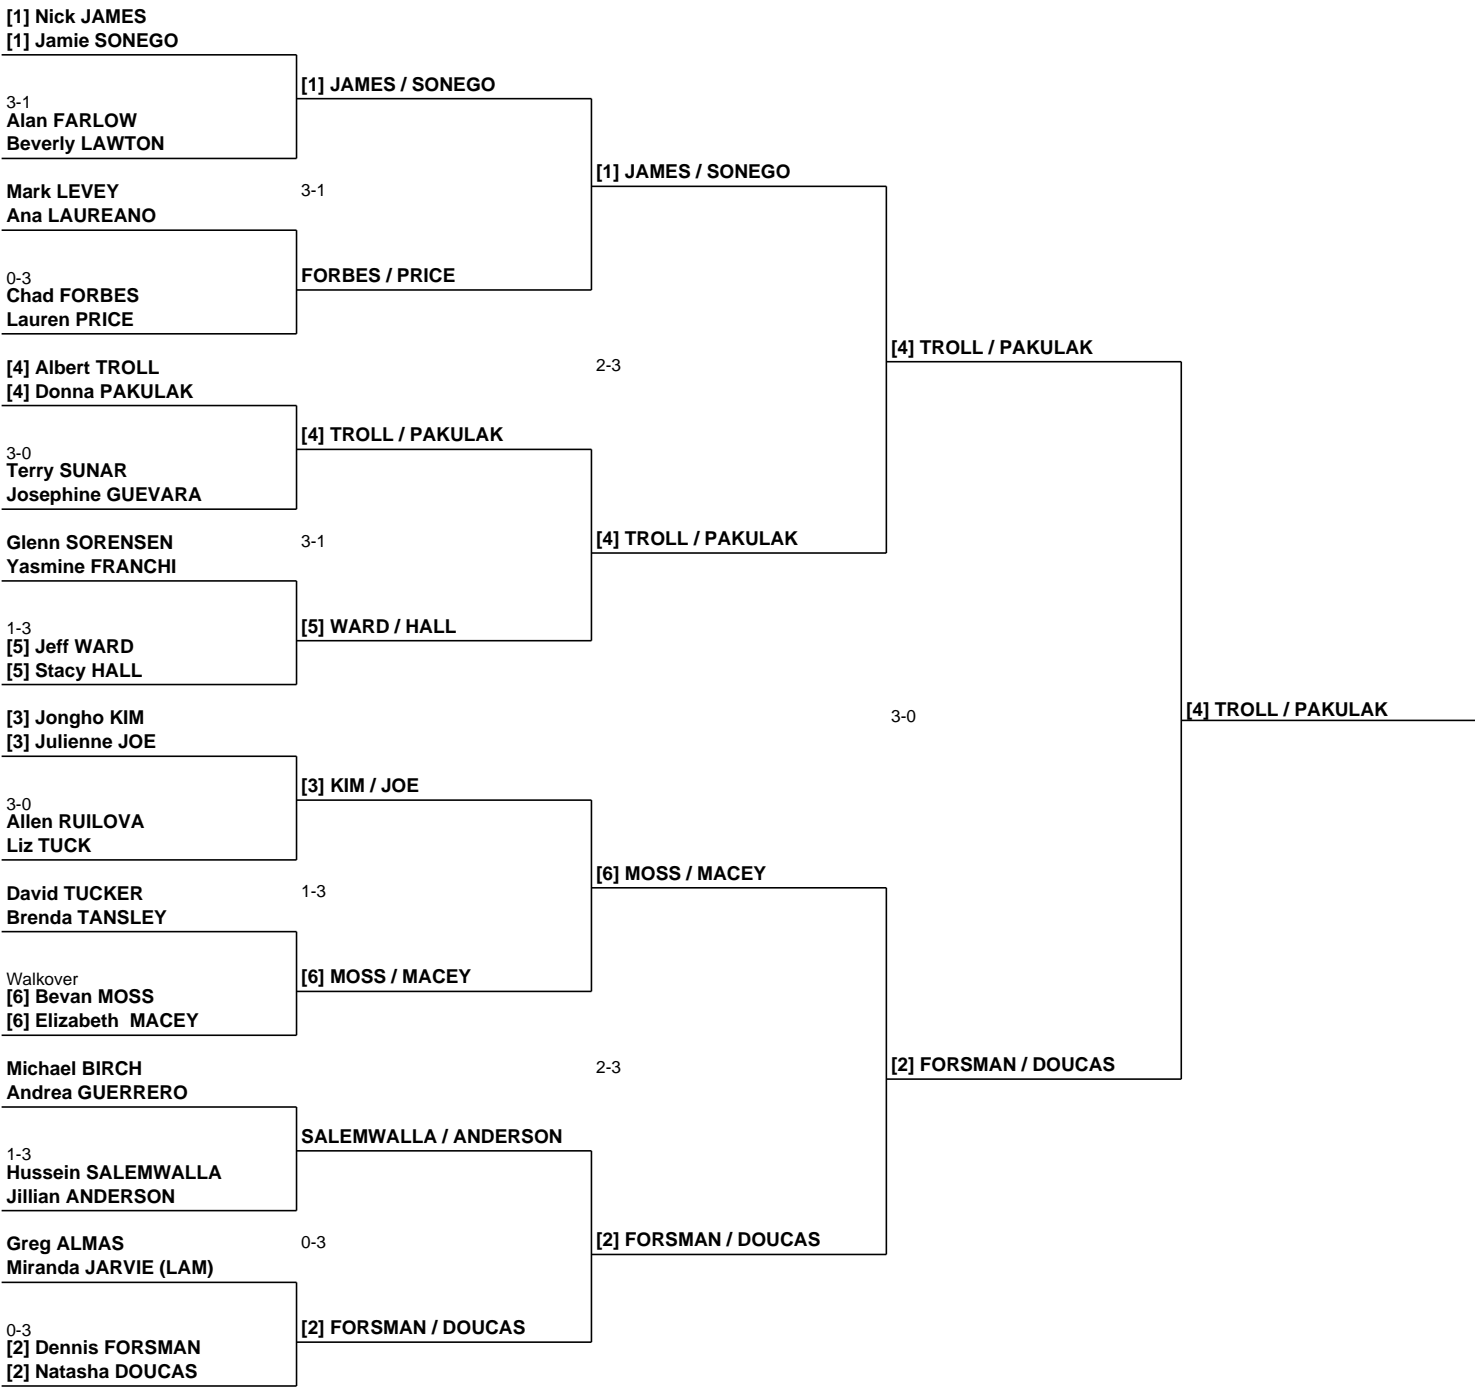 [1] Nick JAMES
[1] Jamie SONEGO
3-1
Alan FARLOW
Beverly LAWTON
Mark LEVEY
Ana LAUREANO
0-3
Chad FORBES
Lauren PRICE
[4] Albert TROLL
[4] Donna PAKULAK
3-0
Terry SUNAR
Josephine GUEVARA
Glenn SORENSEN
Yasmine FRANCHI
1-3
[5] Jeff WARD
[5] Stacy HALL
[3] Jongho KIM
[3] Julienne JOE
3-0
Allen RUILOVA
Liz TUCK
David TUCKER
Brenda TANSLEY
Walkover
[6] Bevan MOSS
[6] Elizabeth  MACEY
Michael BIRCH
Andrea GUERRERO
1-3
Hussein SALEMWALLA
Jillian ANDERSON
Greg ALMAS
Miranda JARVIE (LAM)
0-3
[2] Dennis FORSMAN
[2] Natasha DOUCAS
[1] JAMES / SONEGO
3-1
FORBES / PRICE
[4] TROLL / PAKULAK
3-1
[5] WARD / HALL
[3] KIM / JOE
1-3
[6] MOSS / MACEY
SALEMWALLA / ANDERSON
0-3
[2] FORSMAN / DOUCAS
[1] JAMES / SONEGO
2-3
[4] TROLL / PAKULAK
[6] MOSS / MACEY
2-3
[2] FORSMAN / DOUCAS
[4] TROLL / PAKULAK
3-0
[2] FORSMAN / DOUCAS
[4] TROLL / PAKULAK